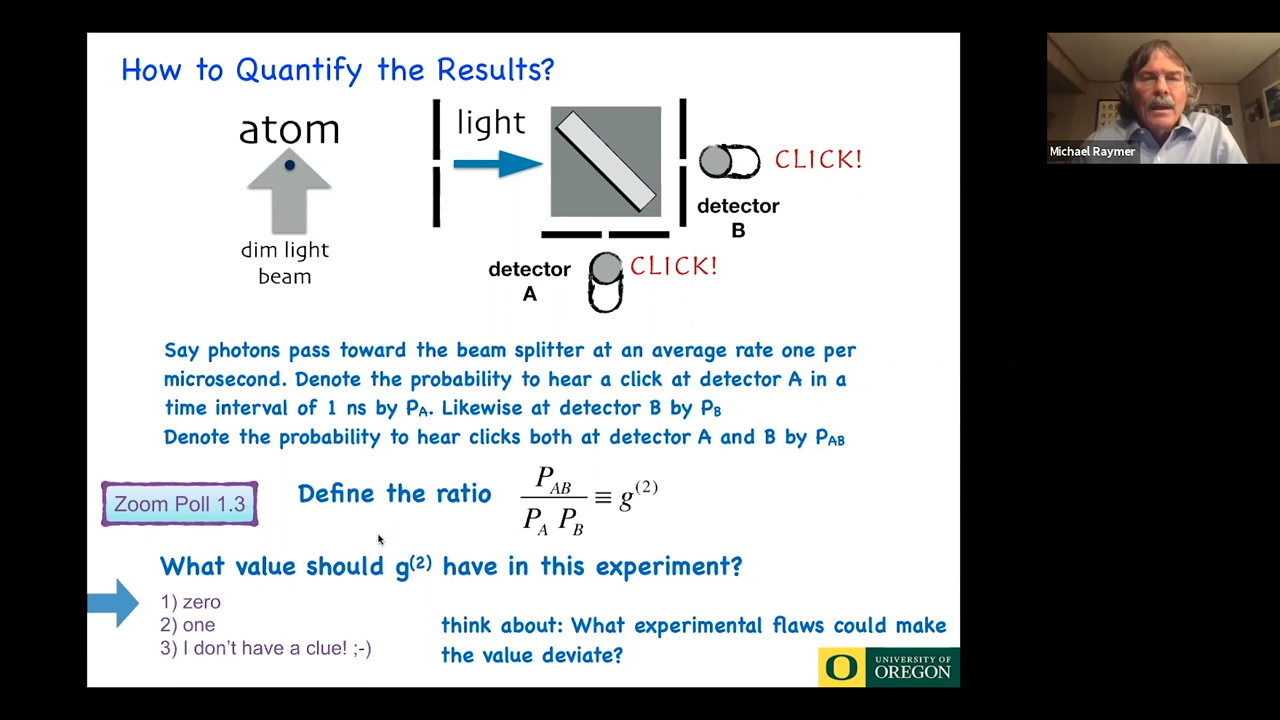 How to Quantify the Results?
atom
dim light
beam
light
CLICK!
detector
B
detector
A
CLICK!
Say photons pass toward the beam splitter at an average rate one per
microsecond. Denote the probability to hear a click at detector A in a
time interval of 1 ns by PA. Likewise at detector B by PB
Denote the probability to hear clicks both at detector A and B by PAB
Zoom Poll 1.3
Define the ratio
P_AB / P_A P_B ≡ g^(2)
What value should g(2) have in this experiment?
1) zero
2) one
3) I don't have a clue! ;-)
think about: What experimental flaws could make
the value deviate?
O
UNIVERSITY OF
OREGON
Michael Raymer